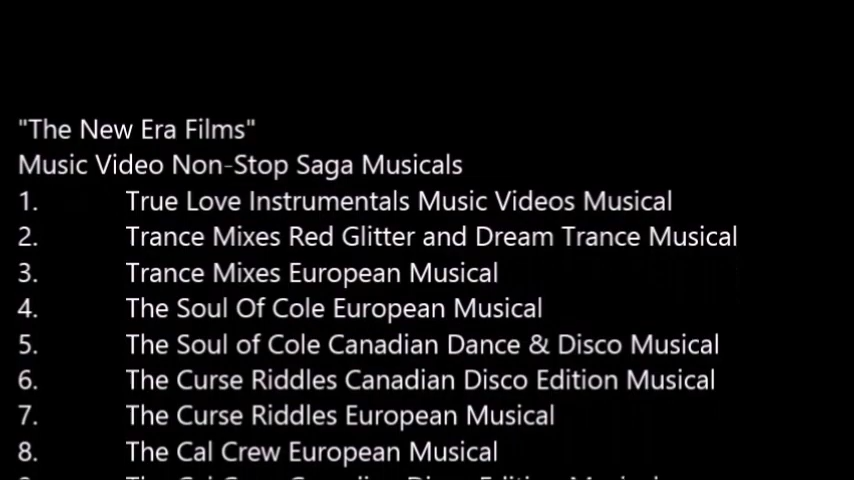 "The New Era Films"
Music Video Non-Stop Saga Musicals
1. True Love Instrumentals Music Videos Musical
2. Trance Mixes Red Glitter and Dream Trance Musical
3. Trance Mixes European Musical
4. The Soul Of Cole European Musical
5. The Soul of Cole Canadian Dance & Disco Musical
6. The Curse Riddles Canadian Disco Edition Musical
7. The Curse Riddles European Musical
8. The Cal Crew European Musical